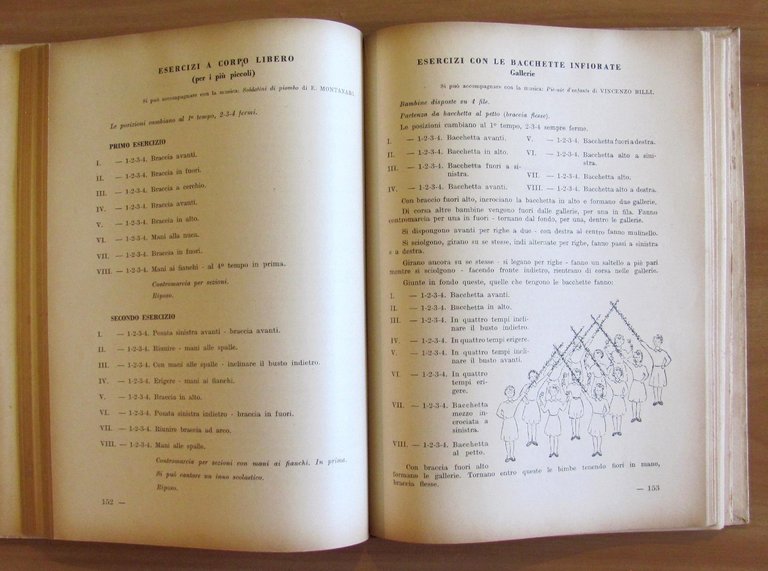 ESERCIZI A CORPO LIBERO
(per i più piccoli)
Si può accompagnare con la musica: Soldatini di piombo di E. MONTANARI.
Le posizioni cambiano al 1º tempo, 2-3-4 fermi.
PRIMO ESERCIZIO
I. — 1-2-3-4. Braccia avanti.
II. — 1-2-3-4. Braccia in fuori.
III. — 1-2-3-4. Braccia a cerchio.
IV. — 1-2-3-4. Braccia avanti.
V. — 1-2-3-4. Braccia in alto.
VI. — 1-2-3-4. Mani alla nuca.
VII. — 1-2-3-4. Braccia in fuori.
VIII. — 1-2-3-4. Mani ai fianchi - al 4º tempo in prima.
Contromarcia per sezioni.
Riposo.
SECONDO ESERCIZIO
I. — 1-2-3-4. Posata sinistra avanti - braccia avanti.
II. — 1-2-3-4. Riunire - mani alle spalle.
III. — 1-2-3-4. Con mani alle spalle - inclinare il busto indietro.
IV. — 1-2-3-4. Erigere - mani ai fianchi.
V. — 1-2-3-4. Braccia in alto.
VI. — 1-2-3-4. Posata sinistra indietro - braccia in fuori.
VII. — 1-2-3-4. Riunire braccia ad arco.
VIII. — 1-2-3-4. Mani alle spalle.
Contromarcia per sezioni con mani ai fianchi. In prima.
Si può cantare un inno scolastico.
Riposo.
152 —
ESERCIZI CON LE BACCHETTE INFIORATE
Gallerie
Si può accompagnare con la musica: di VINCENZO BILLI.
Bambine disposte su 4 file.
Partenza da bacchetta al petto (braccia flesse).
Le posizioni cambiano al 1º tempo, 2-3-4 sempre ferme.
I. — 1-2-3-4. Bacchetta avanti.
II. — 1-2-3-4. Bacchetta in alto.
III. — 1-2-3-4. Bacchetta fuori a si-
nistra.
IV. — 1-2-3-4. Bacchetta avanti.
V. — 1-2-3-4. Bacchetta fuori a destra.
VI. — 1-2-3-4. Bacchetta alto a sini-
stra.
VII. — 1-2-3-4. Bacchetta alto.
VIII. — 1-2-3-4. Bacchetta alto a destra.
Con braccio fuori alto, incrociano la bacchetta in alto e formano due gallerie.
Di corsa altre bambine vengono fuori dalle gallerie, per una in fila. Fanno
contromarcia per una in fuori - tornano dal fondo, per una, dentro le gallerie.
Si dispongono avanti per righe a due - con destra al centro fanno mulinello.
Si sciolgono, girano su se stesse, indi alternate per righe, fanno passi a sinistra
e a destra.
Girano ancora su se stesse - si legano per righe - fanno un saltello a piè pari
mentre si sciolgono - facendo fronte indietro, rientrano di corsa nelle gallerie.
Giunte in fondo queste, quelle che tengono le bacchette fanno:
I. — 1-2-3-4. Bacchetta avanti.
II. — 1-2-3-4. Bacchetta in alto.
III. — 1-2-3-4. In quattro tempi incli-
nare il busto indietro.
IV. — 1-2-3-4. In quattro tempi erigere.
V. — 1-2-3-4. In quattro tempi incli-
nare il busto avanti.
VI. — 1-2-3-4. In quattro
tempi eri-
gere.
VII. — 1-2-3-4. Bacchetta
mezzo in-
crociata a
sinistra.
VIII. — 1-2-3-4. Bacchetta
al petto.
Con braccia fuori alto
formano le gallerie. Tornano entro queste le bimbe tenendo fiori in mano,
braccia flesse.
— 153